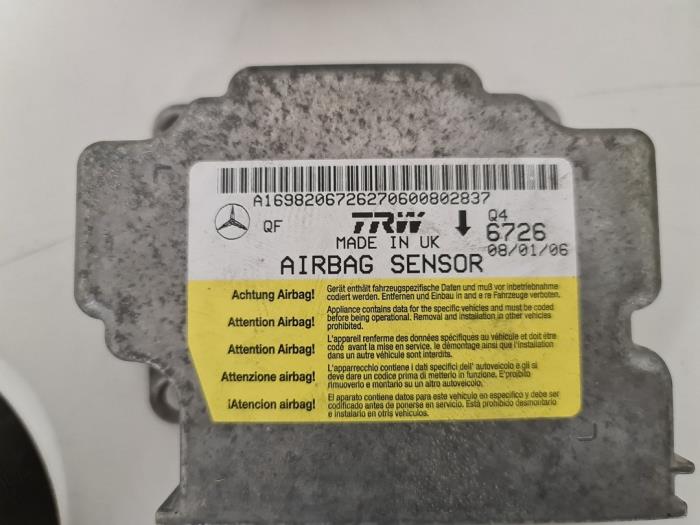 A16982067262706008028​37
QF
TRW
Q4
6726
MADE IN UK
08/01/06
AIRBAG SENSOR
Achtung Airbag!
Gerät enthält fahrzeugspezifische Daten und muß vor inbetriebnahme
codiert werden. Entfernen und Einbau in and e re Fahrzeuge verboten.
Attention Airbag!
Appliance contains data for the specific vehicles and must be coded
before being operational. Removal and installation in other vehicles
prohibited.
Attention Airbag!
L'appareil renferme des données spécifiques au véhicule et doit être
codé avant la mise en service, le démontage ainsi que l'installation
dans un autre véhicule sont interdits.
Attenzione airbag!
L'apparecchio contiene i dati specifici dell' autoveicolo e gli si
deve dare un codice prima di metterlo in funzione. E'proibito
rimuoverlo e montario su un altro autoveicolo.
¡Atencion airbag!
El aparato contiene datos para este vehículo en específico y debe ser
codificado antes de ponerse en servicio. Está prohibido desmontarlo
e instalarlo en otros vehículos.